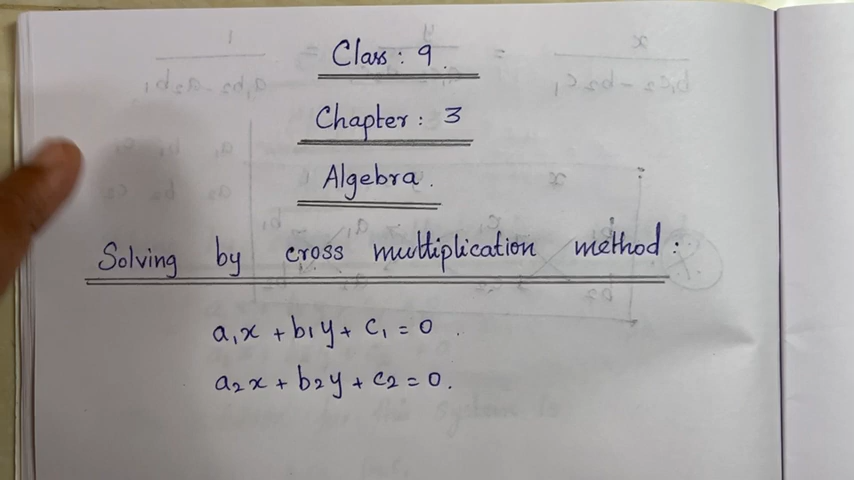 Class : 9.
Chapter : 3
Algebra.
Solving by cross multiplication method :
a₁x + b₁y + c₁ = 0.
a₂x + b₂y + c₂ = 0.